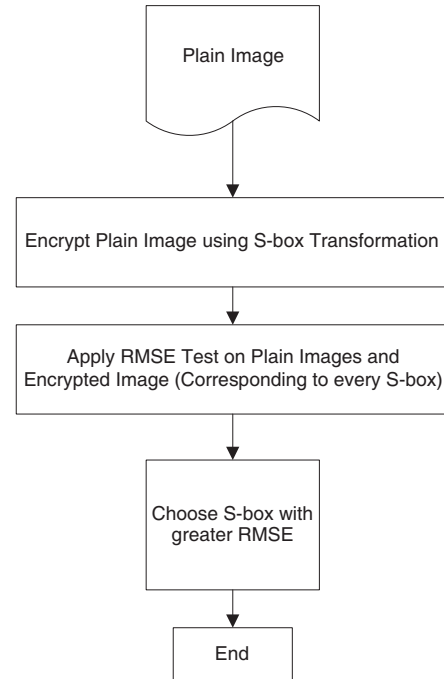 Plain Image
Encrypt Plain Image using S-box Transformation
Apply RMSE Test on Plain Images and
Encrypted Image (Corresponding to every S-box)
Choose S-box with
greater RMSE
End